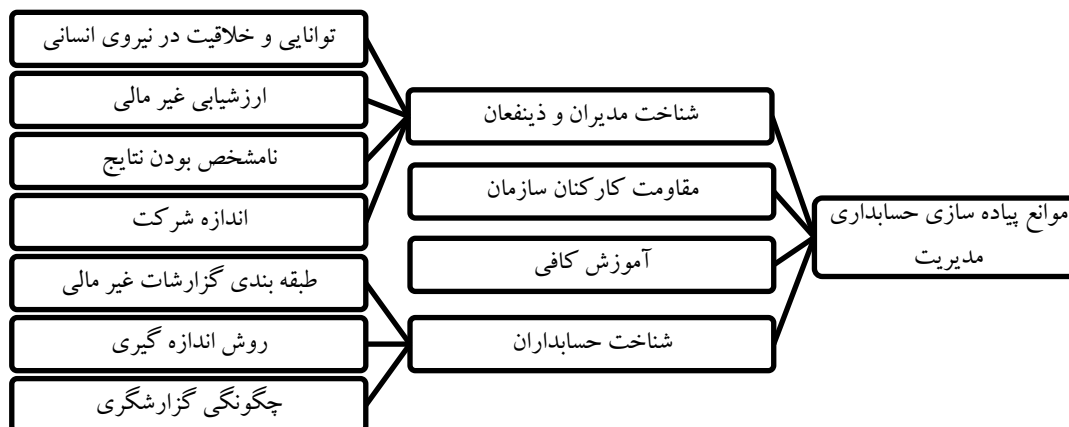 موانع پیاده سازی حسابداری
مدیریت
شناخت مدیران و ذینفعان
مقاومت کارکنان سازمان
آموزش کافی
شناخت حسابداران
توانایی و خلاقیت در نیروی انسانی
ارزشیابی غیر مالی
نامشخص بودن نتایج
اندازه شرکت
طبقه بندی گزارشات غیر مالی
روش اندازه گیری
چگونگی گزارشگری